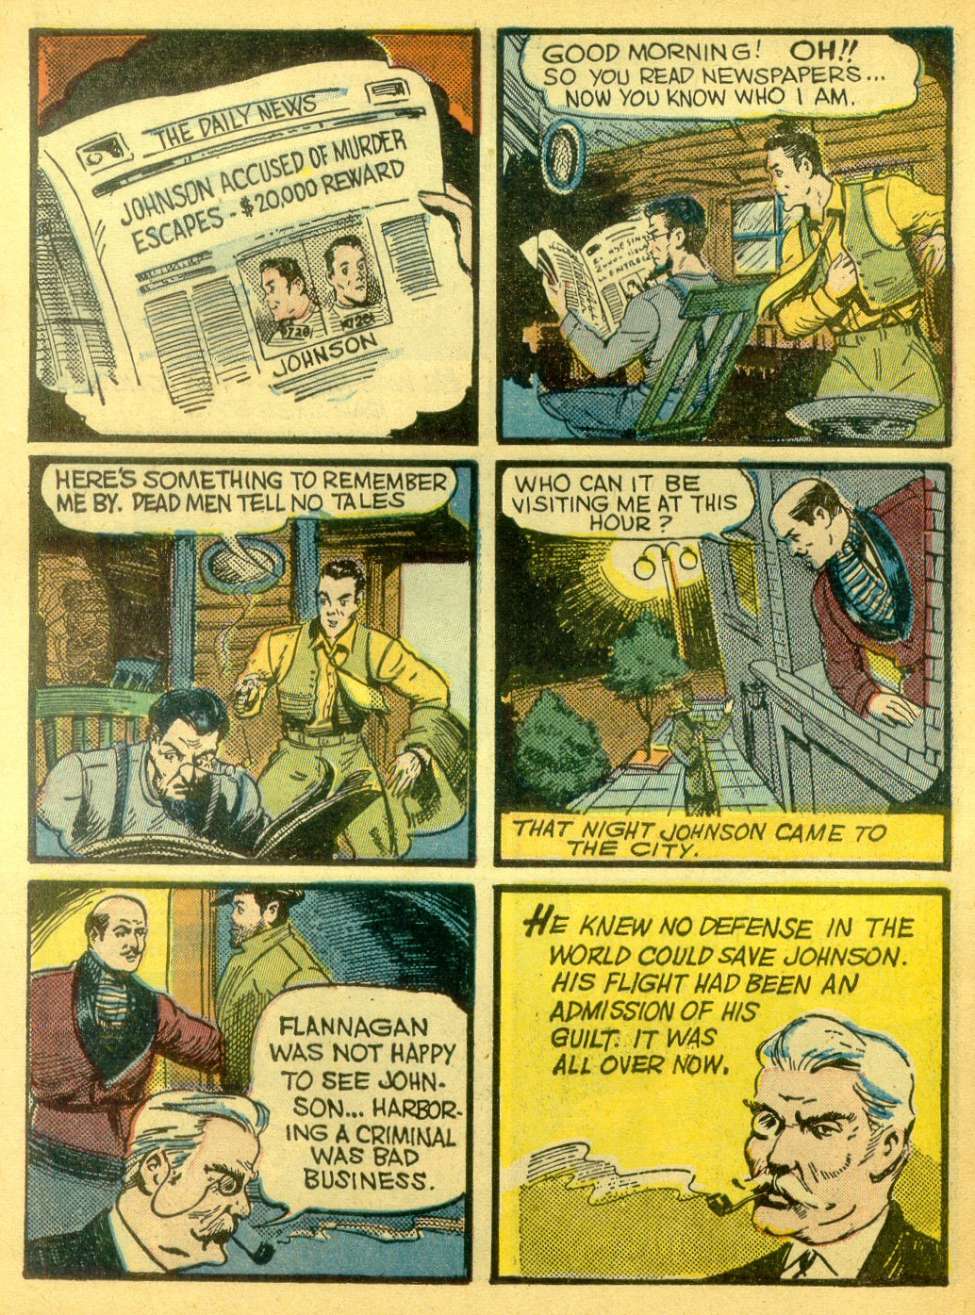 THE DAILY NEWS
JOHNSON ACCUSED OF MURDER
ESCAPES - $20,000 REWARD
JOHNSON
GOOD MORNING! OH!!
SO YOU READ NEWSPAPERS...
NOW YOU KNOW WHO I AM.
HERE'S SOMETHING TO REMEMBER
ME BY. DEAD MEN TELL NO TALES
WHO CAN IT BE
VISITING ME AT THIS
HOUR?
THAT NIGHT JOHNSON CAME TO
THE CITY.
FLANNAGAN
WAS NOT HAPPY
TO SEE JOHN-
SON... HARBOR-
ING A CRIMINAL
WAS BAD
BUSINESS.
HE KNEW NO DEFENSE IN THE
WORLD COULD SAVE JOHNSON.
HIS FLIGHT HAD BEEN AN
ADMISSION OF HIS
GUILT. IT WAS
ALL OVER NOW.